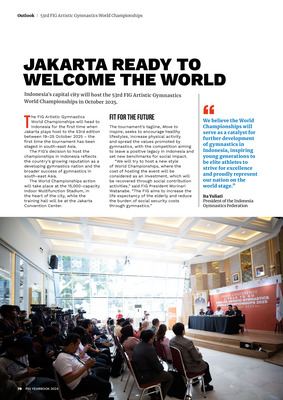 Outlook / 53rd FIG Artistic Gymnastics World Championships
JAKARTA READY TO
WELCOME THE WORLD
Indonesia's capital city will host the 53rd FIG Artistic Gymnastics
World Championships in October 2025.
The FIG Artistic Gymnastics
World Championships will head to
Indonesia for the first time when
Jakarta plays host to the 53rd edition
between 19–25 October 2025 – the
first time the tournament has been
staged in south-east Asia.
The FIG's decision to host the
championships in Indonesia reflects
the country's growing reputation as a
developing gymnastics nation and the
broader success of gymnastics in
south-east Asia.
The World Championships action
will take place at the 16,000-capacity
Indoor Multifunction Stadium, in
the heart of the city, while the
training hall will be at the Jakarta
Convention Center.
FIT FOR THE FUTURE
The tournament's tagline, Move to
Inspire, seeks to encourage healthy
lifestyles, increase physical activity
and spread the values promoted by
gymnastics, with the competition aiming
to leave a positive legacy in Indonesia and
set new benchmarks for social impact.
"We will try to host a new style
of World Championships, where the
cost of hosting the event will be
considered as an investment, which will
be recovered through social contribution
activities," said FIG President Morinari
Watanabe. "The FIG aims to increase the
life expectancy of the elderly and reduce
the burden of social security costs
through gymnastics."
We believe the World
Championships will
serve as a catalyst for
further development
of gymnastics in
Indonesia, inspiring
young generations to
be elite athletes to
strive for excellence
and proudly represent
our nation on the
world stage."
Ita Yuliati
President of the Indonesia
Gymnastics Federation
FIG YEARBOOK 2024